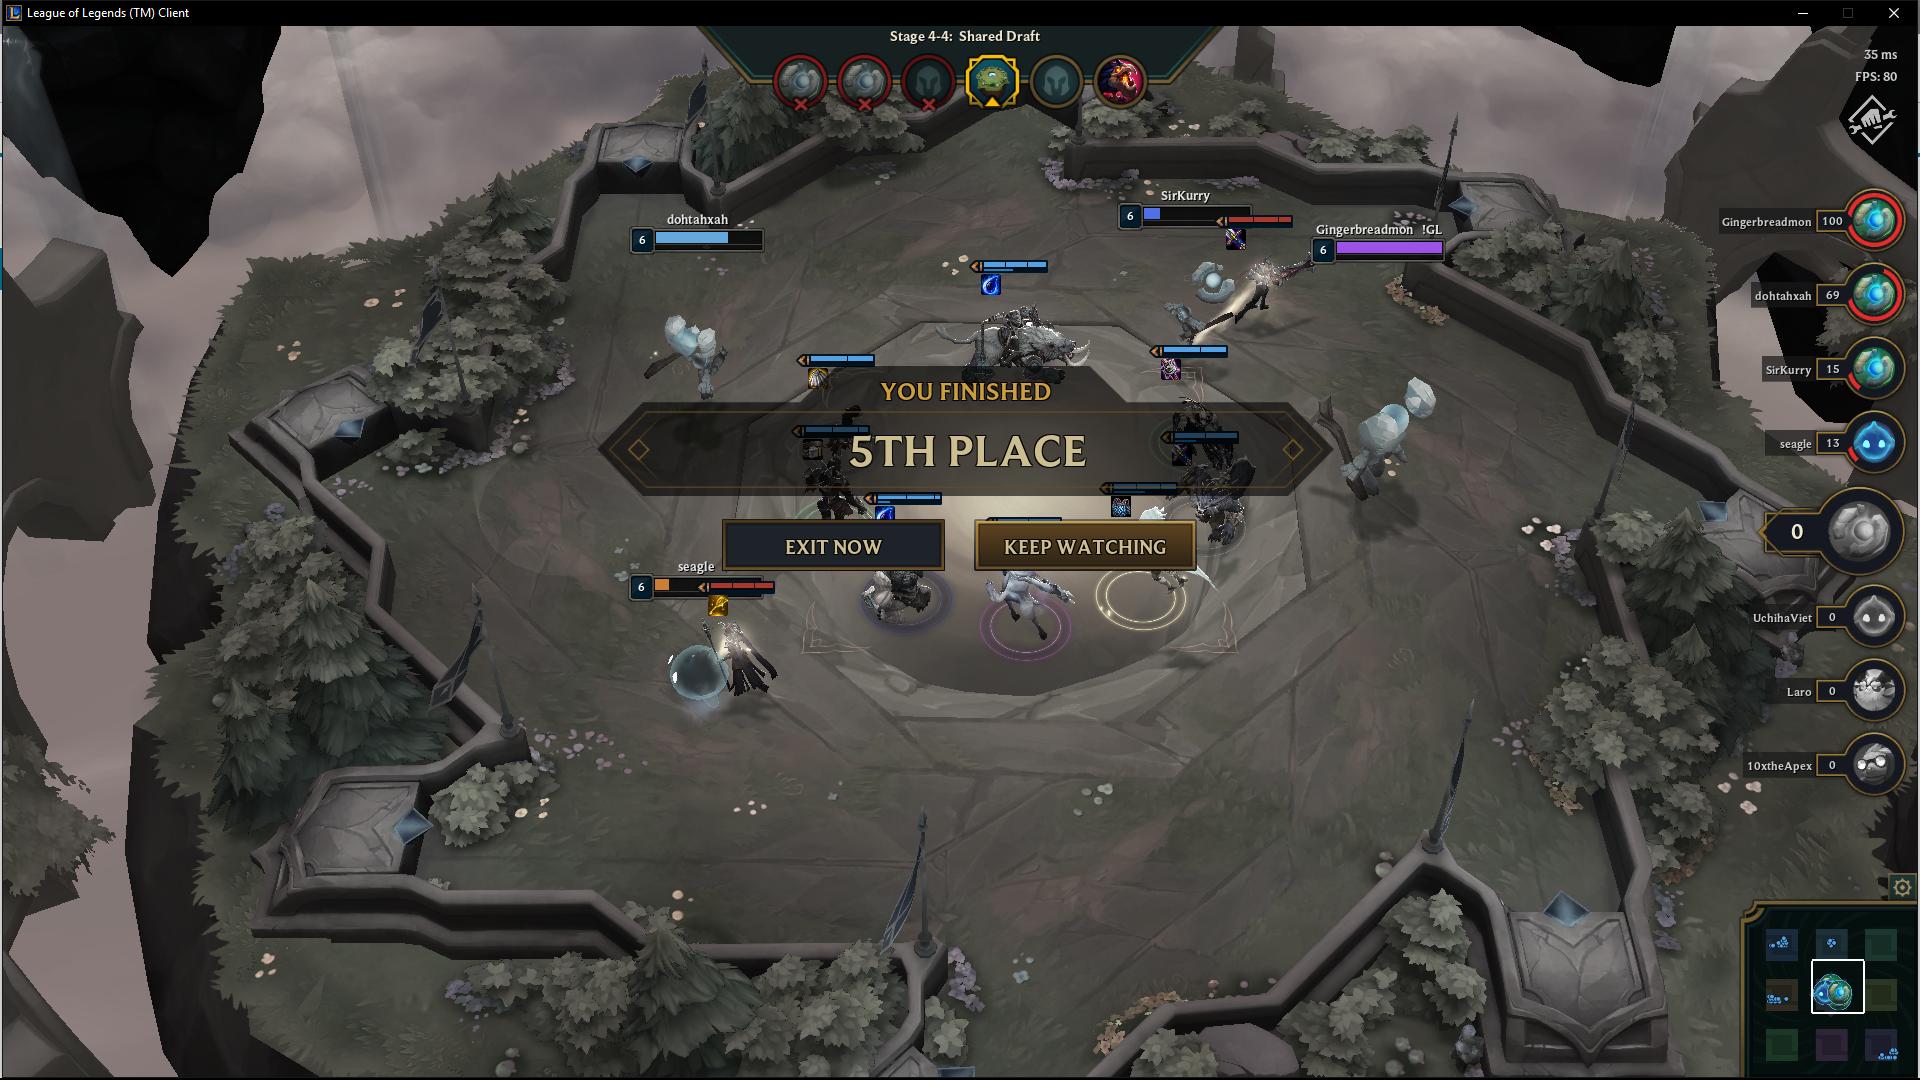 League of Legends (TM) Client
Stage 4-4: Shared Draft
35 ms
FPS: 80
dohtahxah
6
SirKurry
6
Gingerbreadmon !GL
6
YOU FINISHED
5TH PLACE
EXIT NOW
KEEP WATCHING
seagle
6
Gingerbreadmon 100
dohtahxah 69
SirKurry 15
seagle 13
0
UchihaViet 0
Laro 0
10xtheApex 0